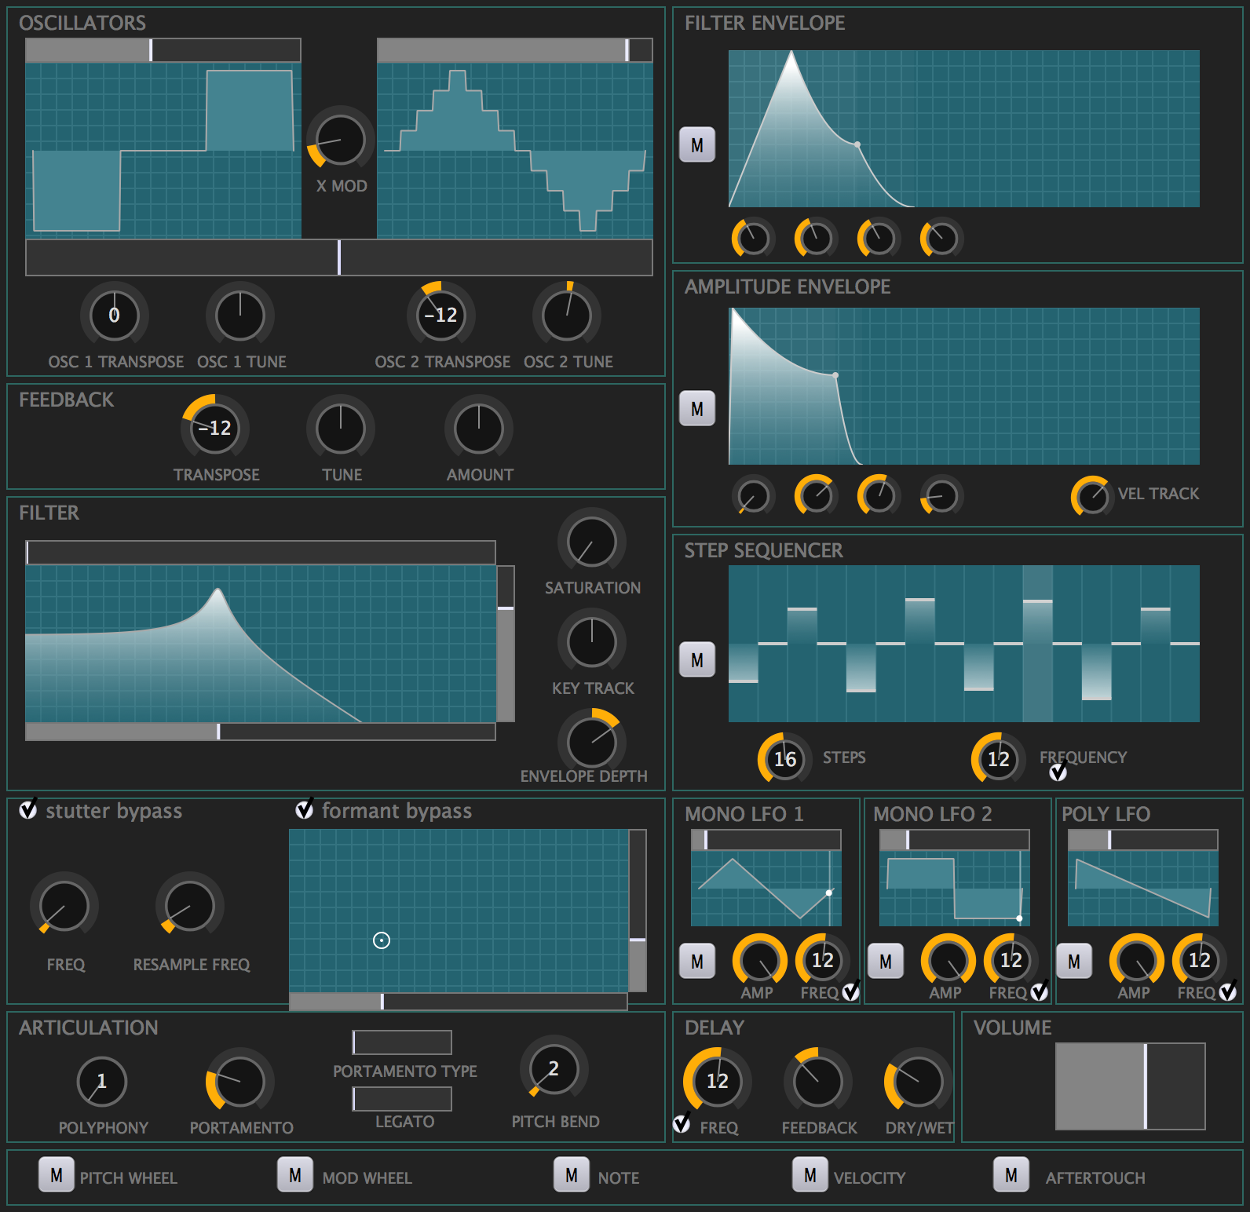 OSCILLATORS
X MOD
0
-12
OSC 1 TRANSPOSE
OSC 1 TUNE
OSC 2 TRANSPOSE
OSC 2 TUNE
FEEDBACK
-12
TRANSPOSE
TUNE
AMOUNT
FILTER
SATURATION
KEY TRACK
ENVELOPE DEPTH
stutter bypass
formant bypass
FREQ
RESAMPLE FREQ
ARTICULATION
1
2
POLYPHONY
PORTAMENTO
PORTAMENTO TYPE
LEGATO
PITCH BEND
FILTER ENVELOPE
M
AMPLITUDE ENVELOPE
M
VEL TRACK
STEP SEQUENCER
M
16
STEPS
12
FREQUENCY
MONO LFO 1
M
12
AMP
FREQ
MONO LFO 2
M
12
AMP
FREQ
POLY LFO
M
12
AMP
FREQ
DELAY
12
FREQ
FEEDBACK
DRY/WET
VOLUME
M PITCH WHEEL
M MOD WHEEL
M NOTE
M VELOCITY
M AFTERTOUCH